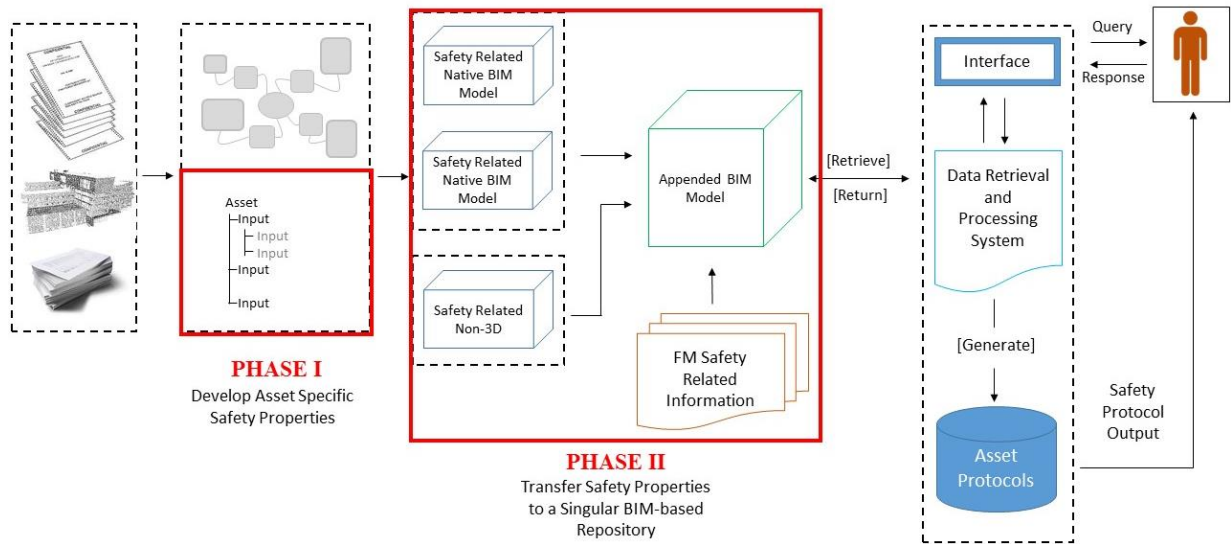 CONFIDENTIAL
CONFIDENTIAL
CONFIDENTIAL
Asset
Input
Input
Input
Input
Input
PHASE I
Develop Asset Specific
Safety Properties
Safety Related
Native BIM
Model
Safety Related
Native BIM
Model
Safety Related
Non-3D
Appended BIM
Model
FM Safety
Related
Information
PHASE II
Transfer Safety Properties
to a Singular BIM-based
Repository
[Retrieve]
[Return]
Interface
Data Retrieval
and
Processing
System
[Generate]
Asset
Protocols
Query
Response
Safety
Protocol
Output